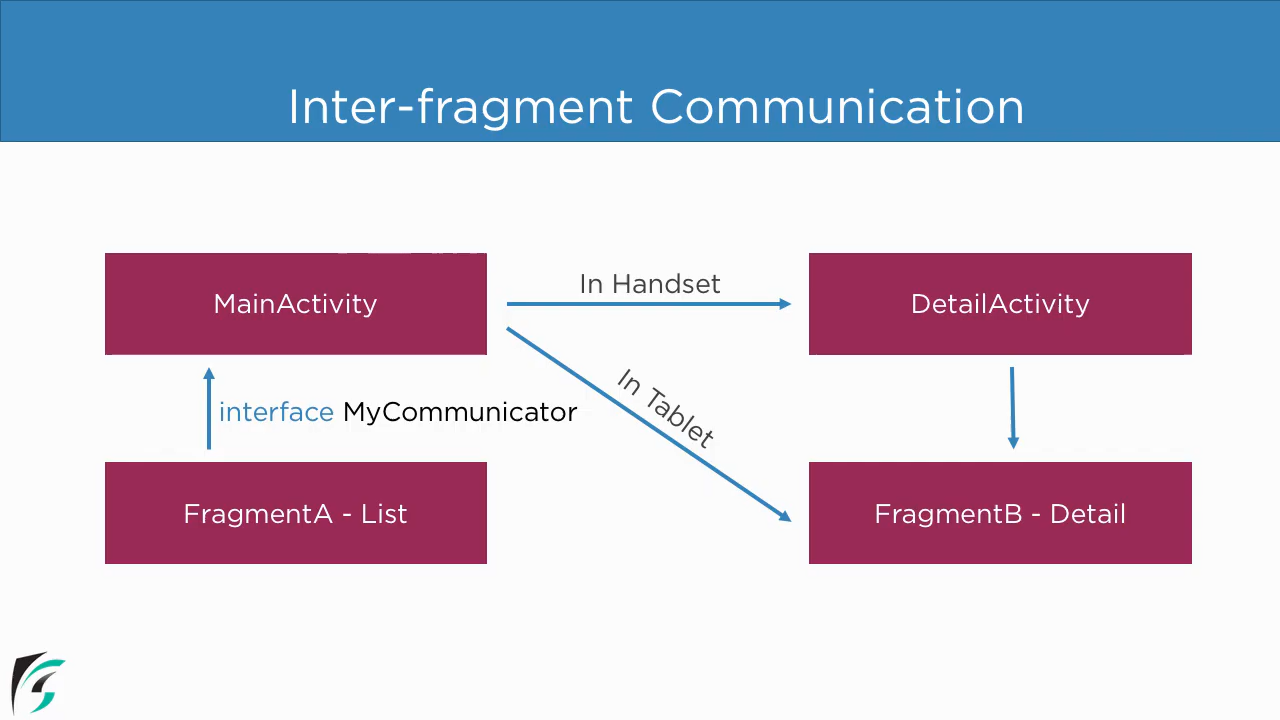 Inter-fragment Communication
In Handset
MainActivity
DetailActivity
In Tablet
interface MyCommunicator
FragmentA - List
FragmentB - Detail